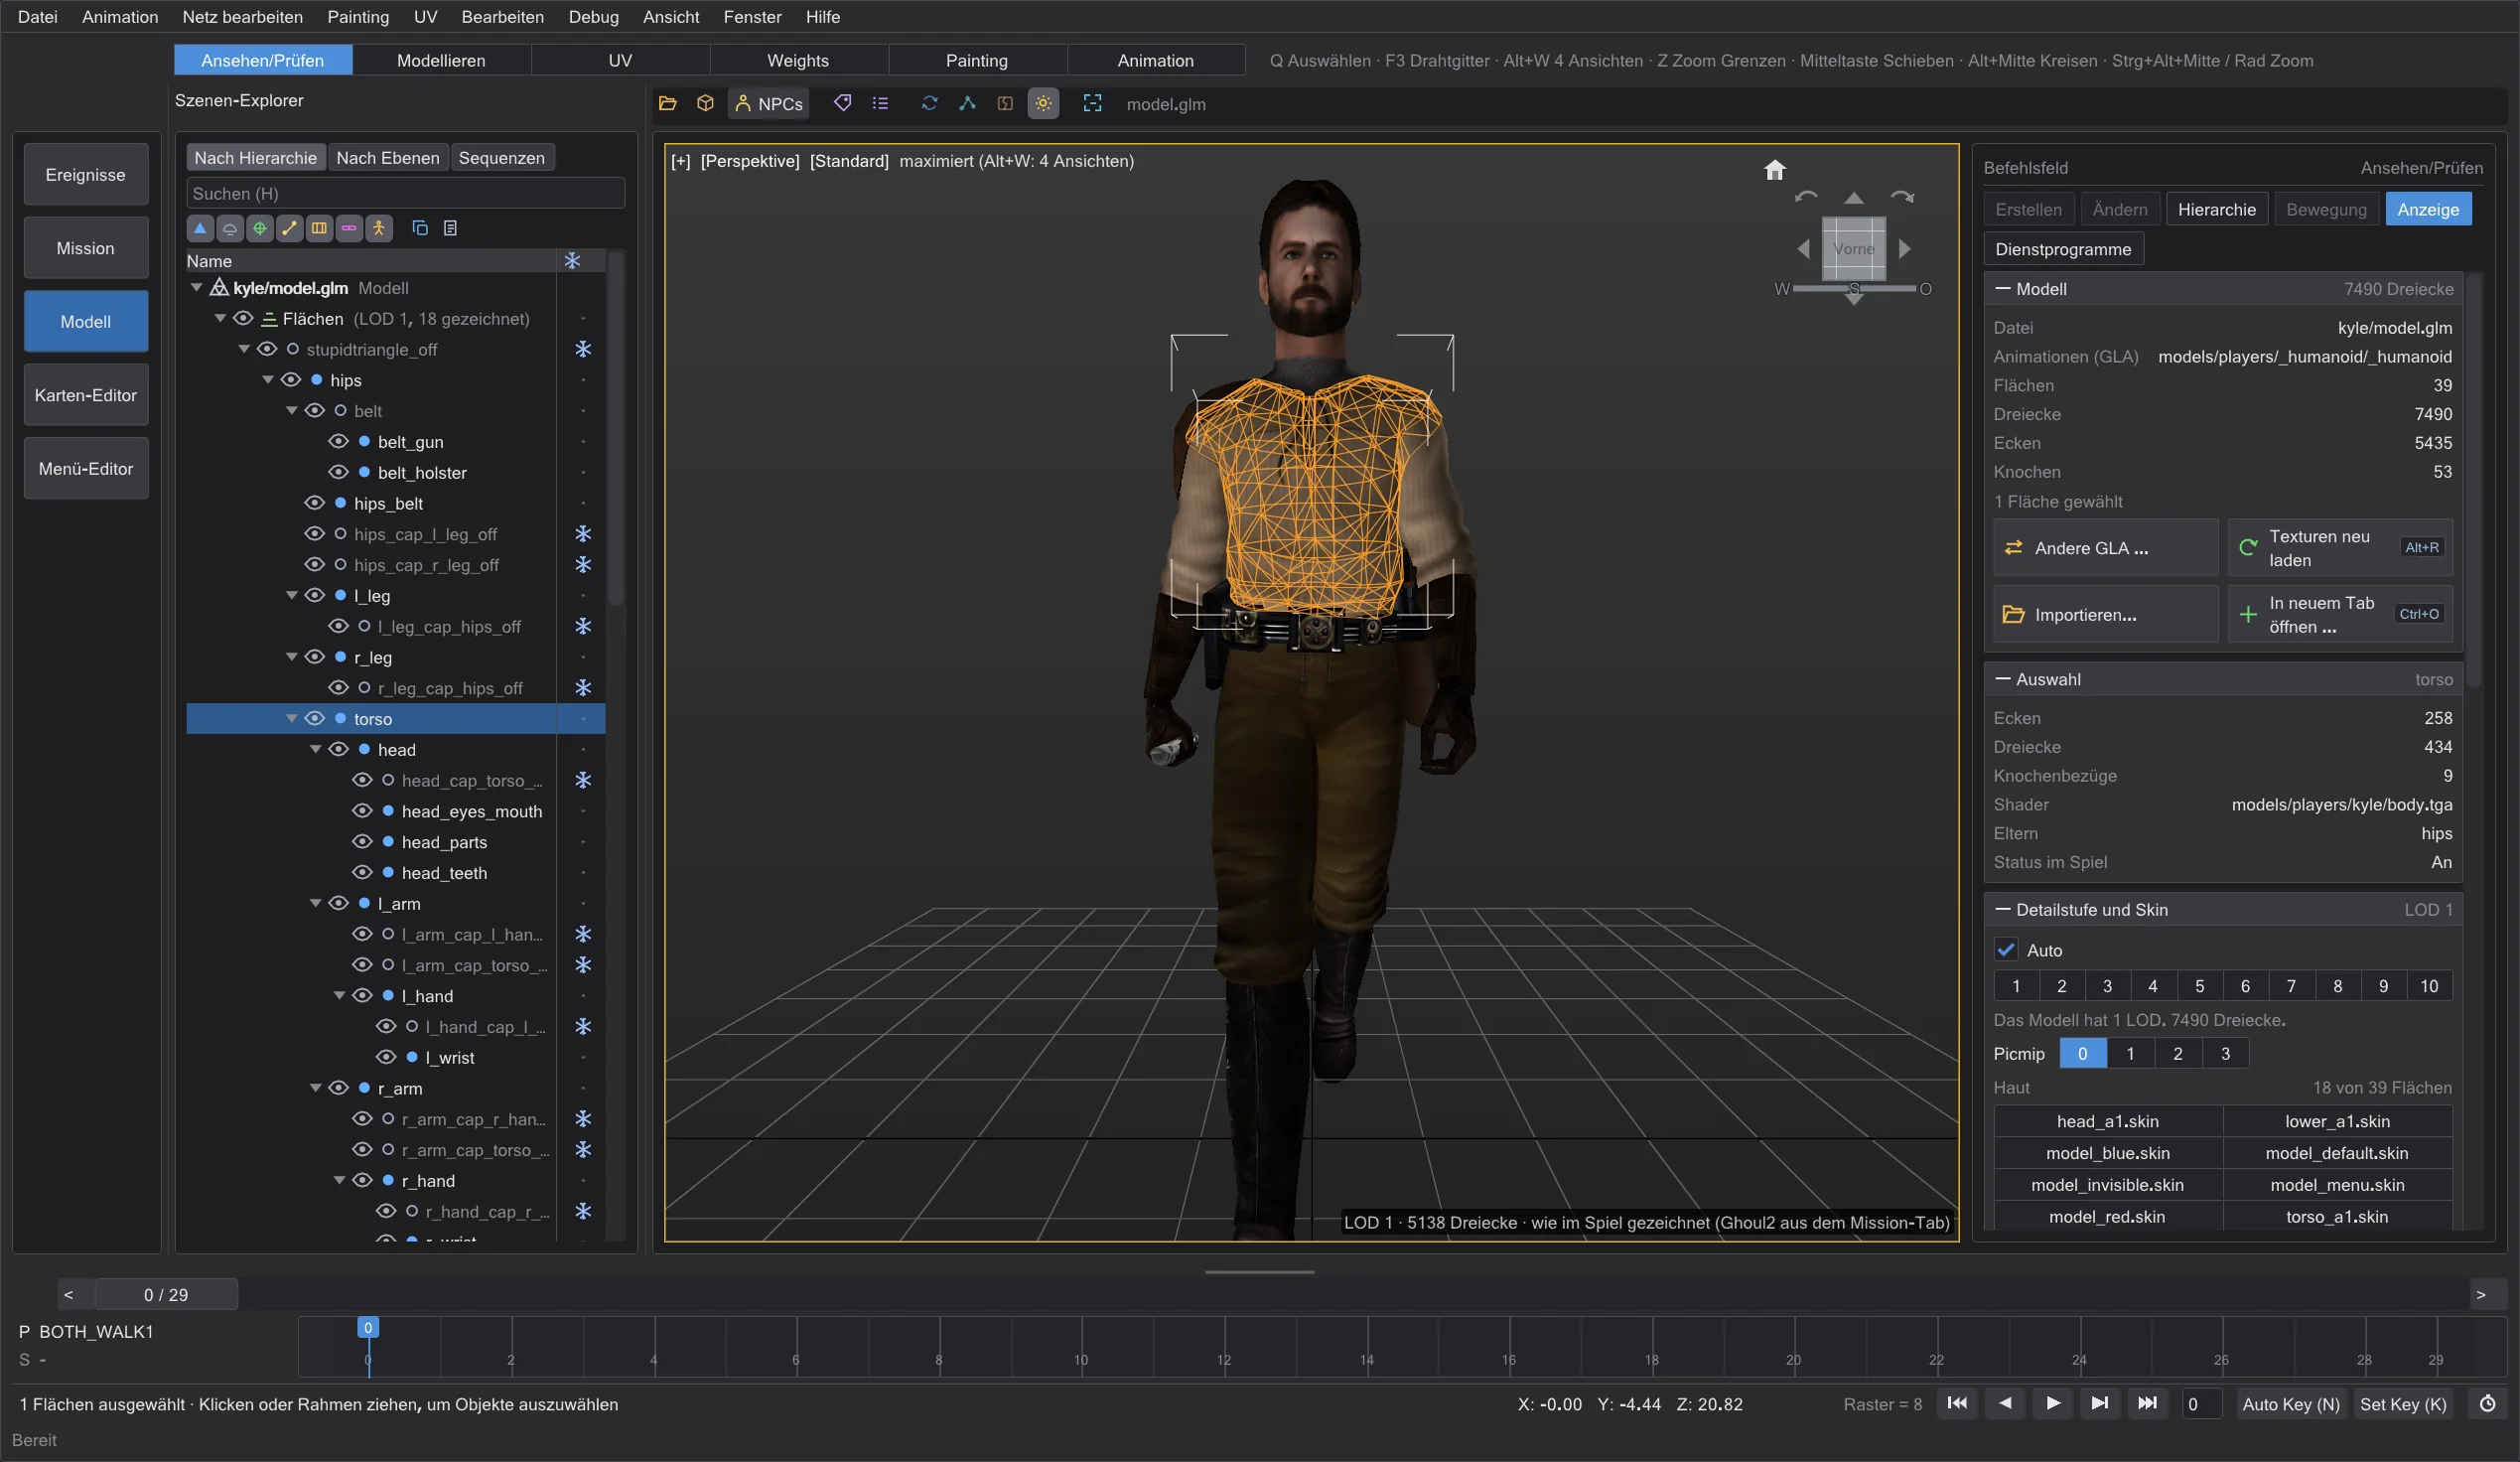 Datei Animation Netz bearbeiten Painting UV Bearbeiten Debug Ansicht Fenster Hilfe
Ansehen/Prüfen Modellieren UV Weights Painting Animation Q Auswählen · F3 Drahtgitter · Alt+W 4 Ansichten · Z Zoom Grenzen · Mitteltaste Schieben · Alt+Mitte Kreisen · Strg+Alt+Mitte / Rad Zoom
Szenen-Explorer
NPCs model.glm
Ereignisse
Mission
Modell
Karten-Editor
Menü-Editor
Nach Hierarchie Nach Ebenen Sequenzen
Suchen (H)
Name
kyle/model.glm Modell
Flächen (LOD 1, 18 gezeichnet)
stupidtriangle_off
hips
belt
belt_gun
belt_holster
hips_belt
hips_cap_l_leg_off
hips_cap_r_leg_off
l_leg
l_leg_cap_hips_off
r_leg
r_leg_cap_hips_off
torso
head
head_cap_torso_...
head_eyes_mouth
head_parts
head_teeth
l_arm
l_arm_cap_l_han...
l_arm_cap_torso_...
l_hand
l_hand_cap_l_...
l_wrist
r_arm
r_arm_cap_r_han...
r_arm_cap_torso_...
r_hand
r_hand_cap_r_...
r_wrist
[+] [Perspektive] [Standard] maximiert (Alt+W: 4 Ansichten)
Vorne
W S O
LOD 1 · 5138 Dreiecke · wie im Spiel gezeichnet (Ghoul2 aus dem Mission-Tab)
Befehlsfeld Ansehen/Prüfen
Erstellen Ändern Hierarchie Bewegung Anzeige
Dienstprogramme
Modell 7490 Dreiecke
Datei kyle/model.glm
Animationen (GLA) models/players/_humanoid/_humanoid
Flächen 39
Dreiecke 7490
Ecken 5435
Knochen 53
1 Fläche gewählt
Andere GLA ... Texturen neu laden Alt+R
Importieren... In neuem Tab öffnen ... Ctrl+O
Auswahl torso
Ecken 258
Dreiecke 434
Knochenbezüge 9
Shader models/players/kyle/body.tga
Eltern hips
Status im Spiel An
Detailstufe und Skin LOD 1
Auto
1 2 3 4 5 6 7 8 9 10
Das Modell hat 1 LOD. 7490 Dreiecke.
Picmip 0 1 2 3
Haut 18 von 39 Flächen
head_a1.skin lower_a1.skin
model_blue.skin model_default.skin
model_invisible.skin model_menu.skin
model_red.skin torso_a1.skin
< 0 / 29 >
P BOTH_WALK1
S -
0
0 2 4 6 8 10 12 14 16 18 20 22 24 26 28 29
1 Flächen ausgewählt · Klicken oder Rahmen ziehen, um Objekte auszuwählen X: -0.00 Y: -4.44 Z: 20.82 Raster = 8 0 Auto Key (N) Set Key (K)
Bereit